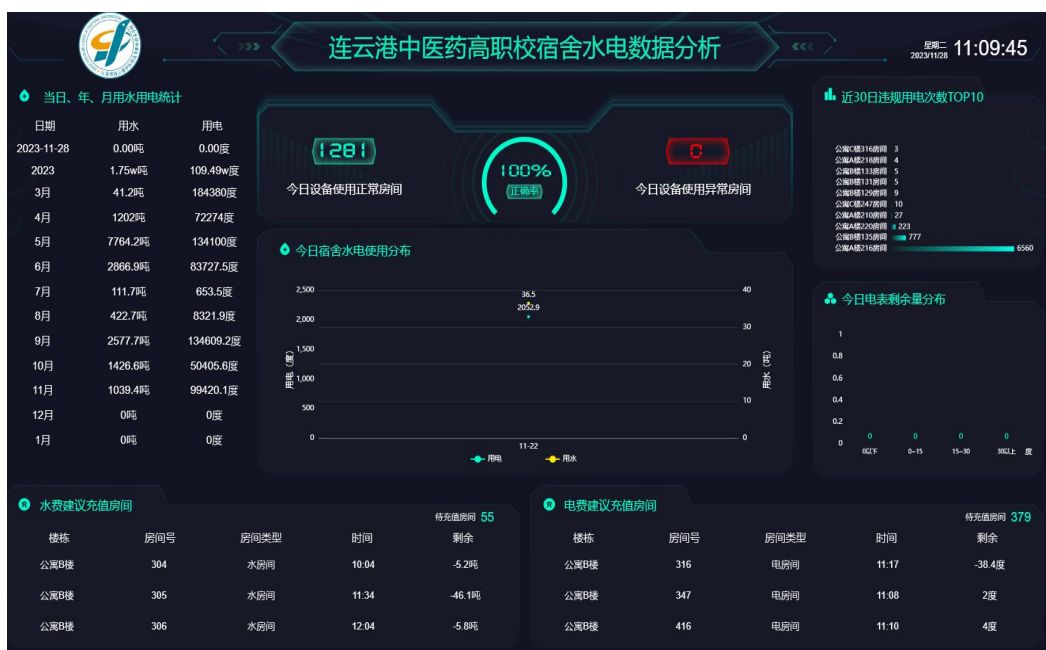 连云港中医药高职校宿舍水电数据分析
星期二
2023/11/28
11:09:45
当日、年、月用水用电统计
日期 用水 用电
2023-11-28 0.00吨 0.00度
2023 1.75w吨 109.49w度
3月 41.2吨 184380度
4月 1202吨 72274度
5月 7764.2吨 134100度
6月 2866.9吨 83727.5度
7月 111.7吨 653.5度
8月 422.7吨 8321.9度
9月 2577.7吨 134609.2度
10月 1426.6吨 50405.6度
11月 1039.4吨 99420.1度
12月 0吨 0度
1月 0吨 0度
1281
今日设备使用正常房间
100%
正确率
0
今日设备使用异常房间
今日宿舍水电使用分布
用电（度）
2,500
2,000
1,500
1,000
500
0
36.5
2052.9
40
30
20
10
0
用水（吨）
11-22
用电 用水
近30日违规用电次数TOP10
公寓C楼316房间 3
公寓A楼218房间 4
公寓B楼133房间 5
公寓B楼131房间 5
公寓B楼129房间 9
公寓C楼247房间 10
公寓A楼210房间 27
公寓A楼220房间 223
公寓B楼135房间 777
公寓A楼216房间 6560
今日电表剩余量分布
1
0.8
0.6
0.4
0.2
0
0 0 0 0
0以下 0~15 15~30 30以上 度
水费建议充值房间
待充值房间 55
楼栋 房间号 房间类型 时间 剩余
公寓B楼 304 水房间 10:04 -5.2吨
公寓B楼 305 水房间 11:34 -46.1吨
公寓B楼 306 水房间 12:04 -5.8吨
电费建议充值房间
待充值房间 379
楼栋 房间号 房间类型 时间 剩余
公寓B楼 316 电房间 11:17 -38.4度
公寓B楼 347 电房间 11:08 2度
公寓B楼 416 电房间 11:10 4度